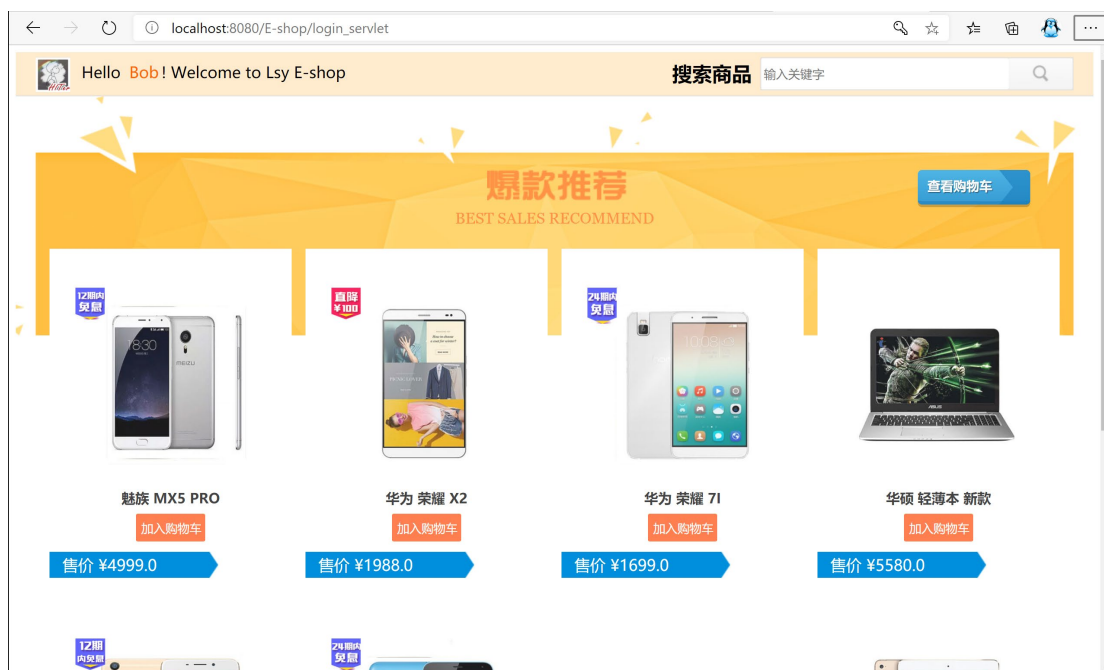 localhost:8080/E-shop/login_servlet
Hello Bob! Welcome to Lsy E-shop
搜索商品
输入关键字
爆款推荐
查看购物车
BEST SALES RECOMMEND
12期内
免息
直降
¥100
24期内
免息
18:30
MEIZU
ASUS
魅族 MX5 PRO
华为 荣耀 X2
华为 荣耀 7I
华硕 轻薄本 新款
加入购物车
加入购物车
加入购物车
加入购物车
售价 ¥4999.0
售价 ¥1988.0
售价 ¥1699.0
售价 ¥5580.0
12期
内免息
24期内
免息